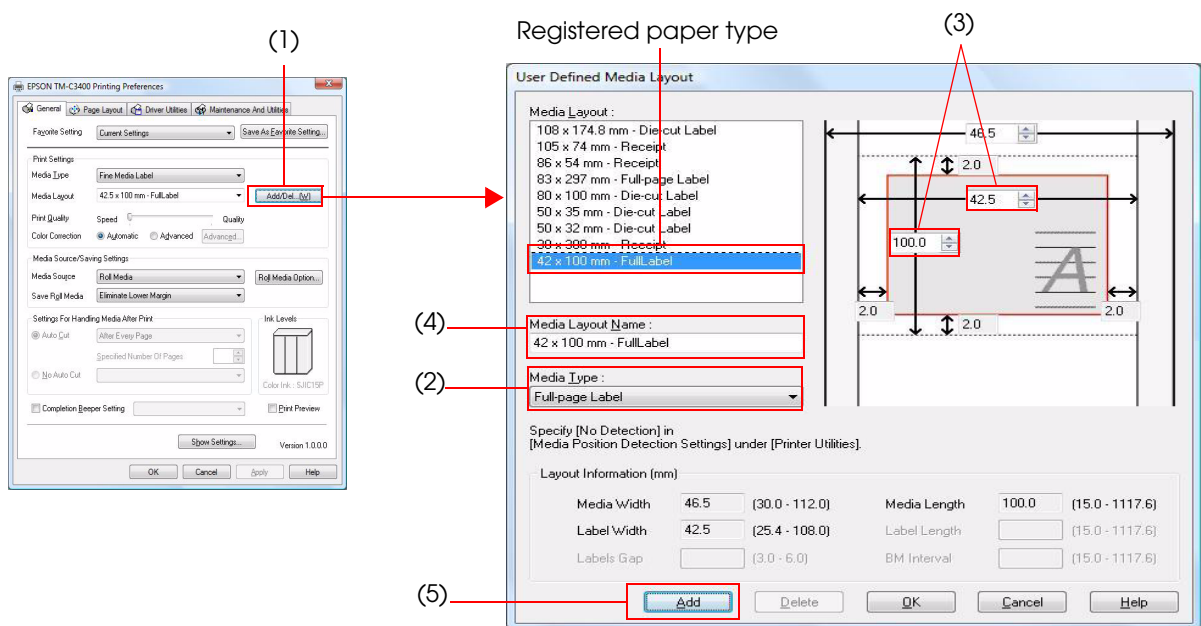 (1)
EPSON TM-C3400 Printing Preferences
General Page Layout Driver Utilities Maintenance And Utilities
Favorite Setting Current Settings Save As Favorite Setting...
Print Settings
Media Type Fine Media Label
Media Layout 42.5 x 100 mm - FullLabel Add/Del...(W)
Print Quality Speed Quality
Color Correction Automatic Advanced Advanced...
Media Source/Saving Settings
Media Source Roll Media Roll Media Option...
Save Roll Media Eliminate Lower Margin
Settings For Handling Media After Print Ink Levels
Auto Cut After Every Page
Specified Number Of Pages
No Auto Cut
Color Ink : SJIC15P
Completion Beeper Setting Print Preview
Show Settings... Version 1.0.0.0
OK Cancel Apply Help
Registered paper type
(3)
User Defined Media Layout
Media Layout :
108 x 174.8 mm - Die-cut Label
105 x 74 mm - Receipt
86 x 54 mm - Receipt
83 x 297 mm - Full-page Label
80 x 100 mm - Die-cut Label
50 x 35 mm - Die-cut Label
50 x 32 mm - Die-cut Label
38 x 388 mm - Receipt
42 x 100 mm - FullLabel
46.5
2.0
42.5
100.0
A
2.0
2.0
2.0
(4)
Media Layout Name :
42 x 100 mm - FullLabel
(2)
Media Type :
Full-page Label
Specify [No Detection] in
[Media Position Detection Settings] under [Printer Utilities].
Layout Information (mm)
Media Width 46.5 (30.0 - 112.0) Media Length 100.0 (15.0 - 1117.6)
Label Width 42.5 (25.4 - 108.0) Label Length (15.0 - 1117.6)
Labels Gap (3.0 - 6.0) BM Interval (15.0 - 1117.6)
(5)
Add Delete OK Cancel Help